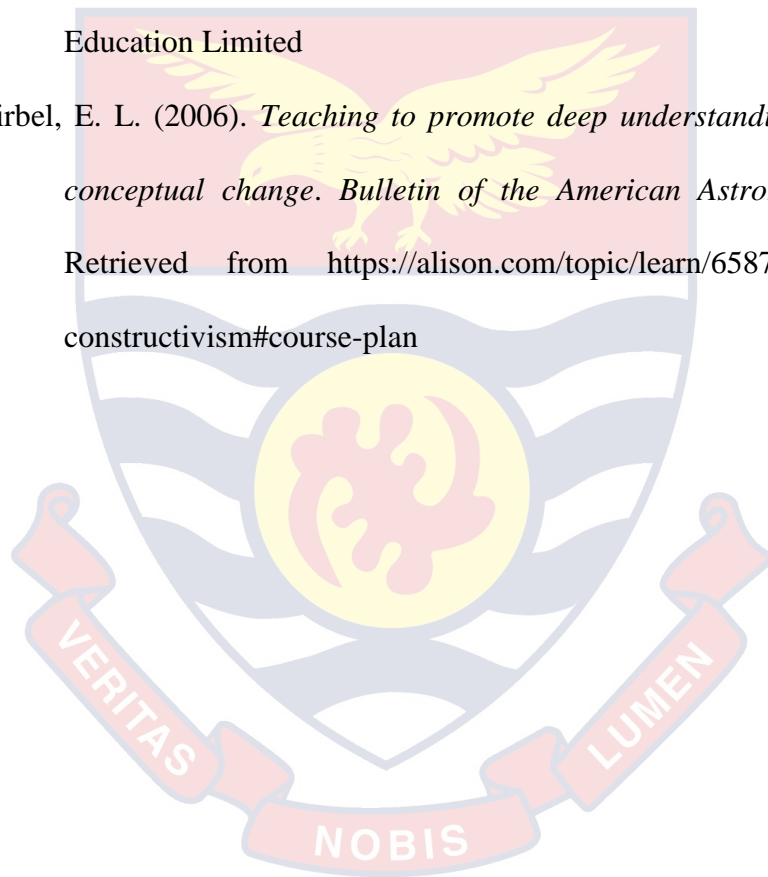 Education Limited
irbel, E. L. (2006). Teaching to promote deep understandi
conceptual change. Bulletin of the American Astro
Retrieved from https://alison.com/topic/learn/6587
constructivism#course-plan
VERITAS
NOBIS
LUMEN